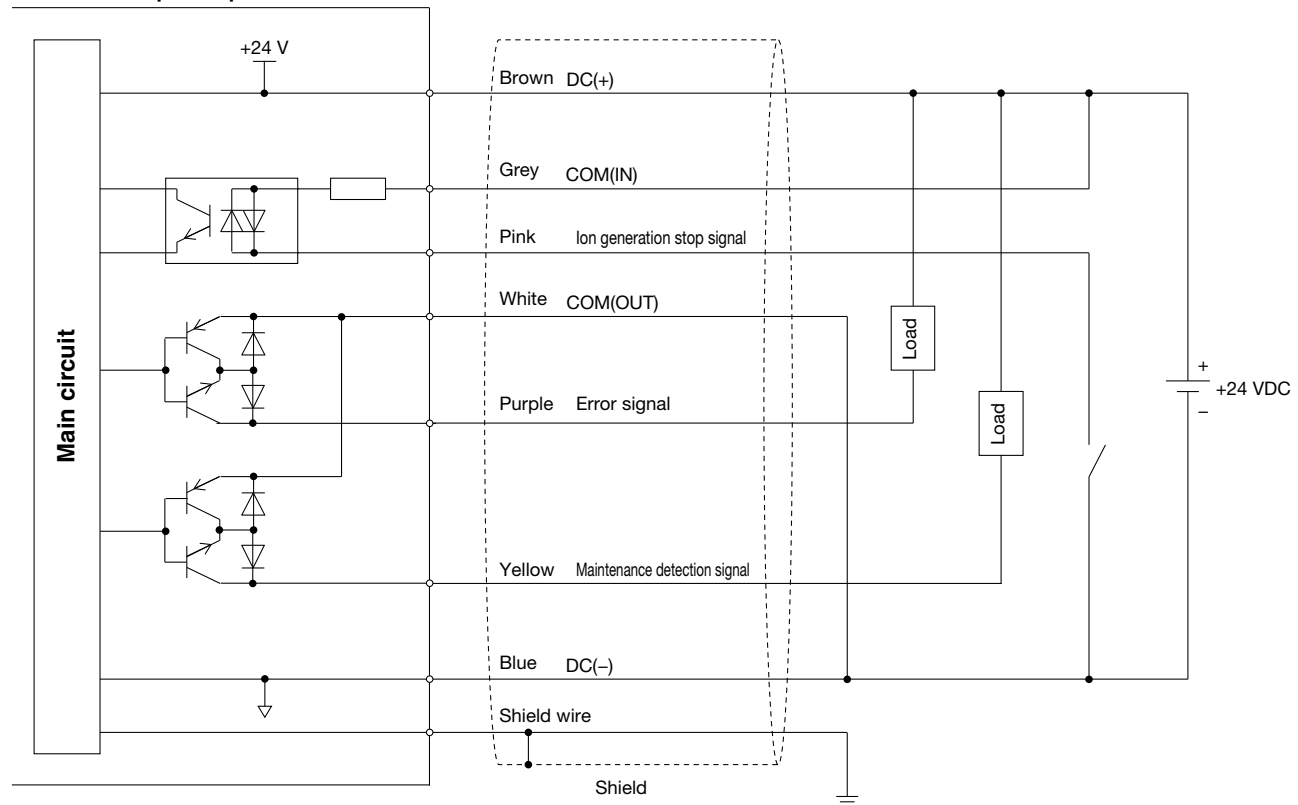 +24 V
Brown DC(+)
Grey COM(IN)
Pink Ion generation stop signal
White COM(OUT)
Load
Main circuit
+
+24 VDC
–
Purple Error signal
Load
Yellow Maintenance detection signal
Blue DC(–)
Shield wire
Shield